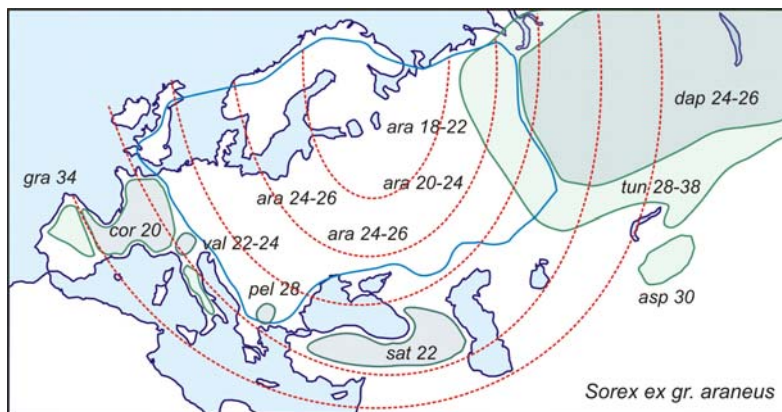 dap 24-26
ara 18-22
gra 34
ara 20-24
tun 28-38
ara 24-26
cor 20
val 22-24
ara 24-26
pel 28
asp 30
sat 22
Sorex ex gr. araneus